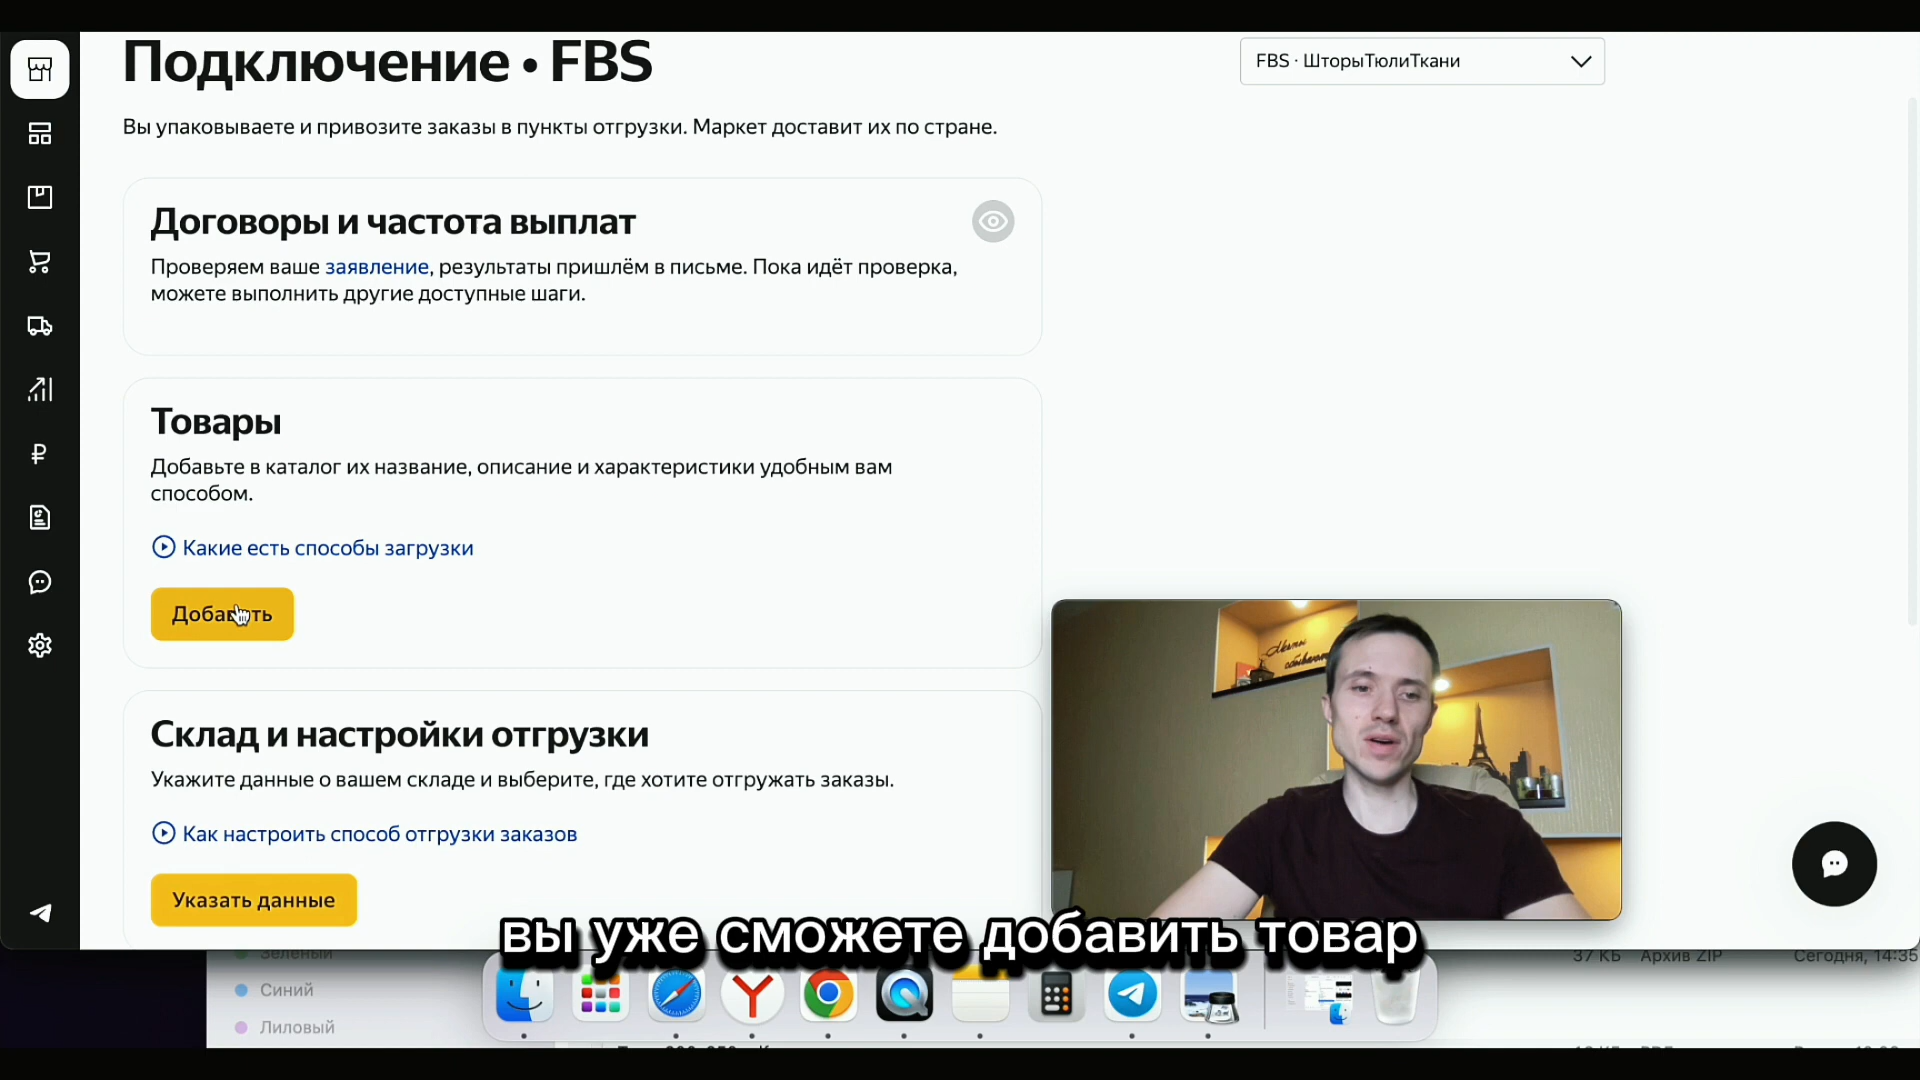 Подключение • FBS
FBS · ШторыТюлиТкани
Вы упаковываете и привозите заказы в пункты отгрузки. Маркет доставит их по стране.
Договоры и частота выплат
Проверяем ваше заявление, результаты пришлём в письме. Пока идёт проверка,
можете выполнить другие доступные шаги.
Товары
Добавьте в каталог их название, описание и характеристики удобным вам
способом.
Какие есть способы загрузки
Добавить
Склад и настройки отгрузки
Укажите данные о вашем складе и выберите, где хотите отгружать заказы.
Как настроить способ отгрузки заказов
Указать данные
вы уже сможете добавить товар
Зеленый
37 КБ Архив ZIP Сегодня, 14:35
Синий
Лиловый